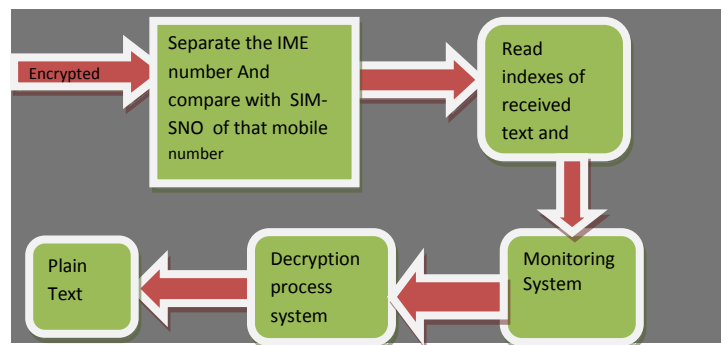 Encrypted
Separate the IME
number And
compare with SIM-
SNO of that mobile
number
Read
indexes of
received
text and
Monitoring
System
Decryption
process
system
Plain
Text